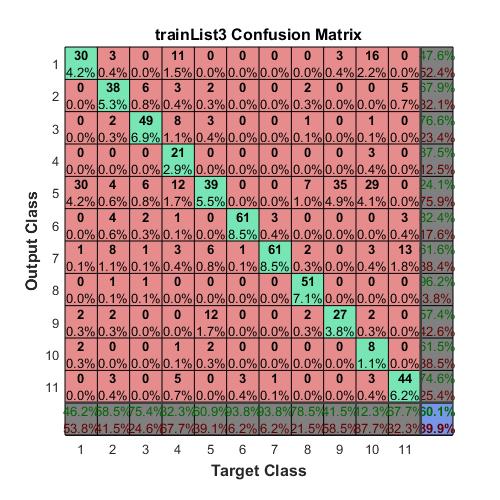 trainList3 Confusion Matrix
30 3 0 11 0 0 0 0 3 16 0 47.6%
1
4.2% 0.4% 0.0% 1.5% 0.0% 0.0% 0.0% 0.0% 0.4% 2.2% 0.0% 52.4%
0 38 6 3 2 0 0 2 0 0 5 67.9%
2
0.0% 5.3% 0.8% 0.4% 0.3% 0.0% 0.0% 0.3% 0.0% 0.0% 0.7% 32.1%
0 2 49 8 3 0 0 1 0 1 0 76.6%
3
0.0% 0.3% 6.9% 1.1% 0.4% 0.0% 0.0% 0.1% 0.0% 0.1% 0.0% 23.4%
0 0 0 21 0 0 0 0 0 3 0 87.5%
4
0.0% 0.0% 0.0% 2.9% 0.0% 0.0% 0.0% 0.0% 0.0% 0.4% 0.0% 12.5%
30 4 6 12 39 0 0 7 35 29 0 24.1%
5
4.2% 0.6% 0.8% 1.7% 5.5% 0.0% 0.0% 1.0% 4.9% 4.1% 0.0% 75.9%
0 4 2 1 0 61 3 0 0 0 3 82.4%
6
0.0% 0.6% 0.3% 0.1% 0.0% 8.5% 0.4% 0.0% 0.0% 0.0% 0.4% 17.6%
1 8 1 3 6 1 61 2 0 3 13 61.6%
7
0.1% 1.1% 0.1% 0.4% 0.8% 0.1% 8.5% 0.3% 0.0% 0.4% 1.8% 38.4%
0 1 1 0 0 0 0 51 0 0 0 96.2%
8
0.0% 0.1% 0.1% 0.0% 0.0% 0.0% 0.0% 7.1% 0.0% 0.0% 0.0% 3.8%
2 2 0 0 12 0 0 2 27 2 0 57.4%
9
0.3% 0.3% 0.0% 0.0% 1.7% 0.0% 0.0% 0.3% 3.8% 0.3% 0.0% 42.6%
2 0 0 1 2 0 0 0 0 8 0 61.5%
10
0.3% 0.0% 0.0% 0.1% 0.3% 0.0% 0.0% 0.0% 0.0% 1.1% 0.0% 38.5%
0 3 0 5 0 3 1 0 0 3 44 74.6%
11
0.0% 0.4% 0.0% 0.7% 0.0% 0.4% 0.1% 0.0% 0.0% 0.4% 6.2% 25.4%
46.2% 58.5% 75.4% 32.3% 60.9% 93.8% 93.8% 78.5% 41.5% 12.3% 67.7% 60.1%
53.8% 41.5% 24.6% 67.7% 39.1% 6.2% 6.2% 21.5% 58.5% 87.7% 32.3% 39.9%
1 2 3 4 5 6 7 8 9 10 11
Target Class
Output Class